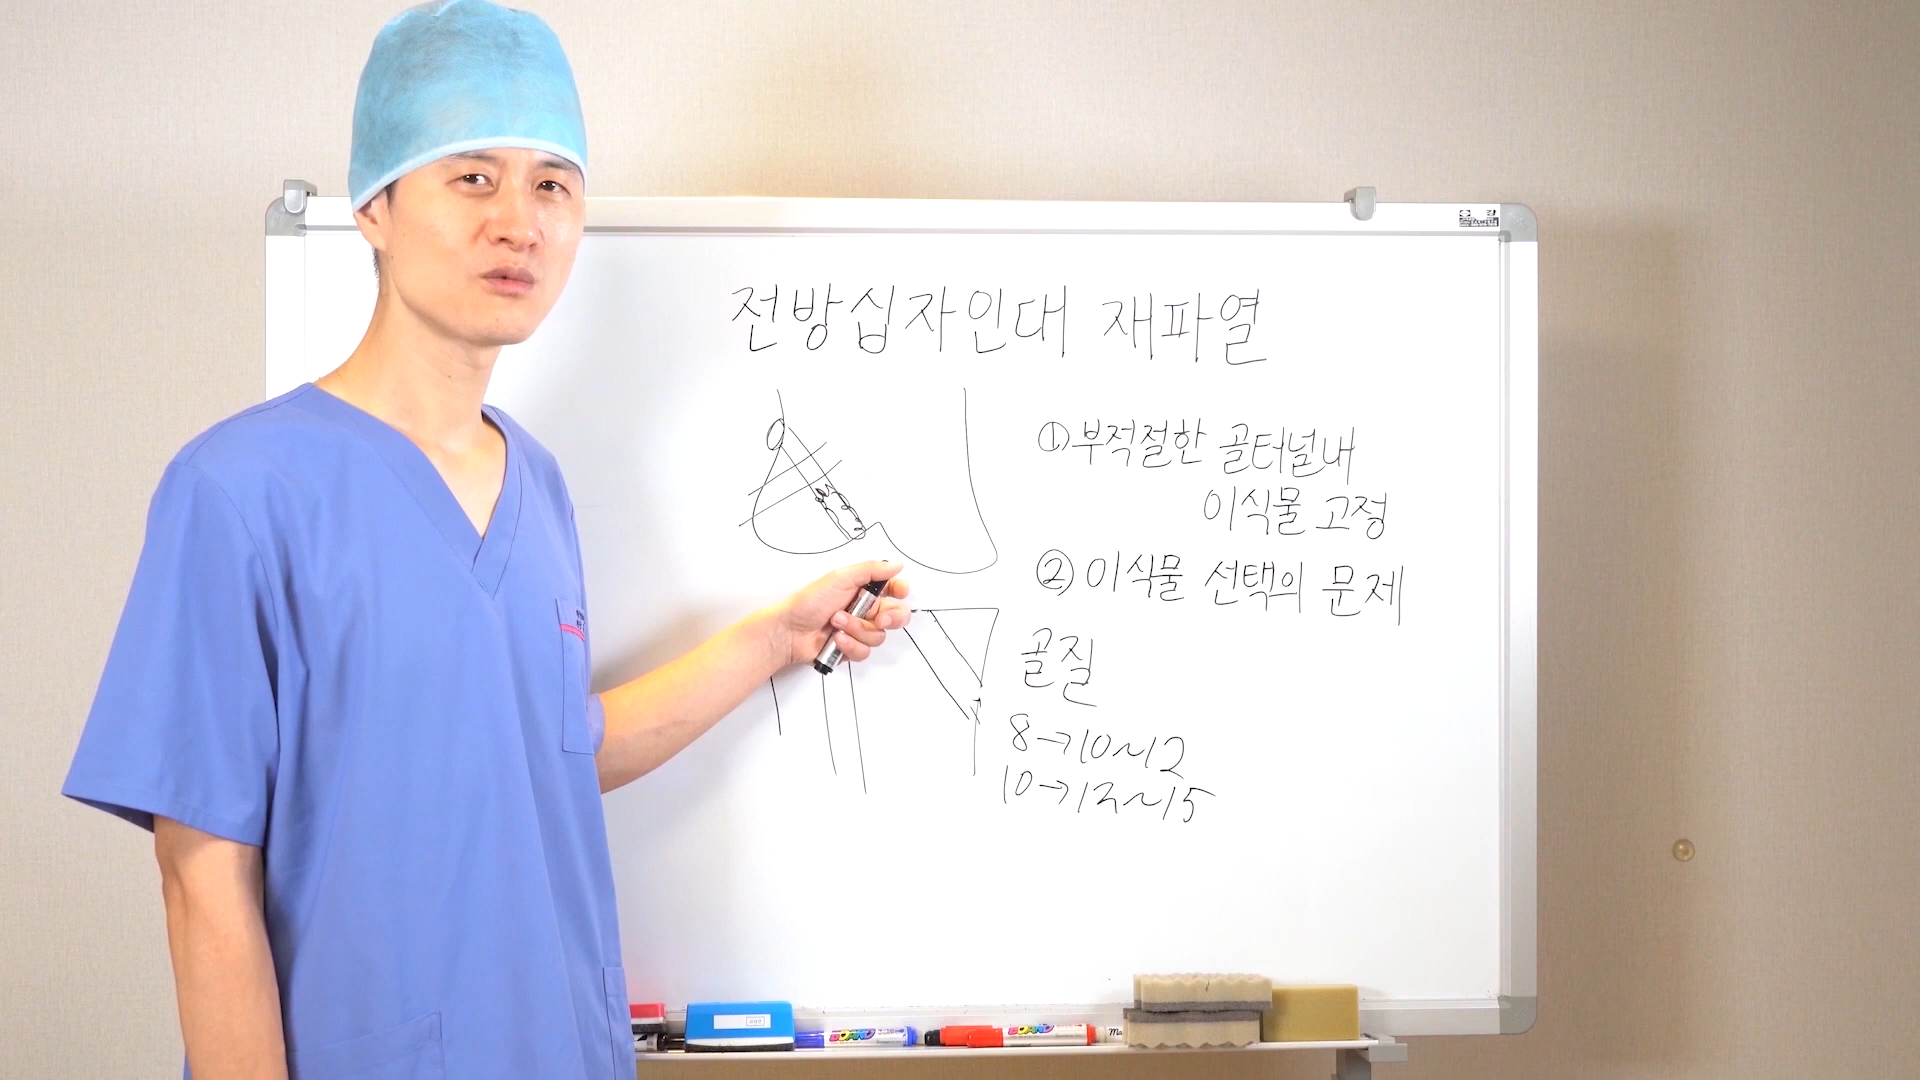 전방십자인대 재파열
① 부적절한 골터널내
이식물 고정
② 이식물 선택의 문제
골질
8→10~12
10→12~15
BOARD
BOARD